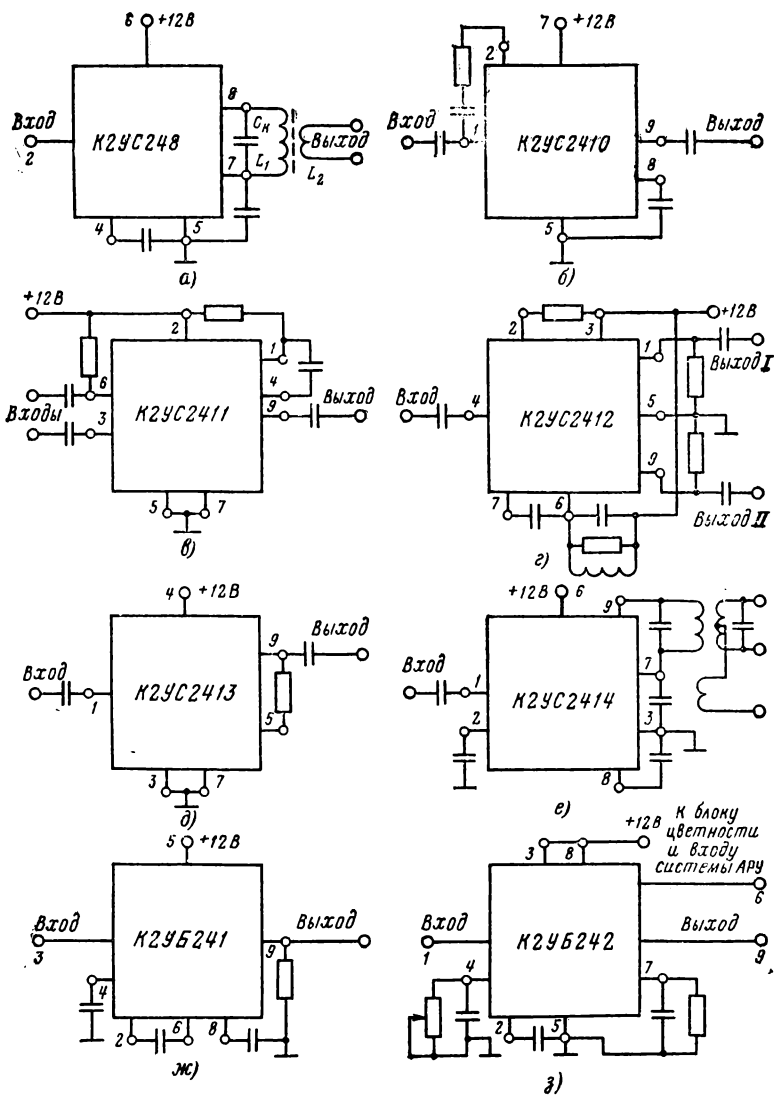 6 +12В
Вход
2
К2УС248
8
Cк
7
L1
Выход
L2
4
5
а)
7 +12В
2
Вход
1
К2УС2410
9
Выход
8
5
б)
+12В
2
1
6
4
Входы
К2УС2411
9
Выход
3
5
7
в)
2
3
+12В
1
Выход I
Вход
4
К2УС2412
5
9
7
6
Выход II
г)
4 +12В
9
Выход
Вход
1
К2УС2413
5
3
7
д)
+12В 6
9
Вход
1
К2УС2414
7
2
3
8
е)
5 +12В
Вход
3
К2УБ241
9
Выход
4
2
6
8
ж)
К блоку
цветности
и входу
системы АРУ
+12В
3
8
6
Вход
1
К2УБ242
Выход
9
4
7
2
5
з)